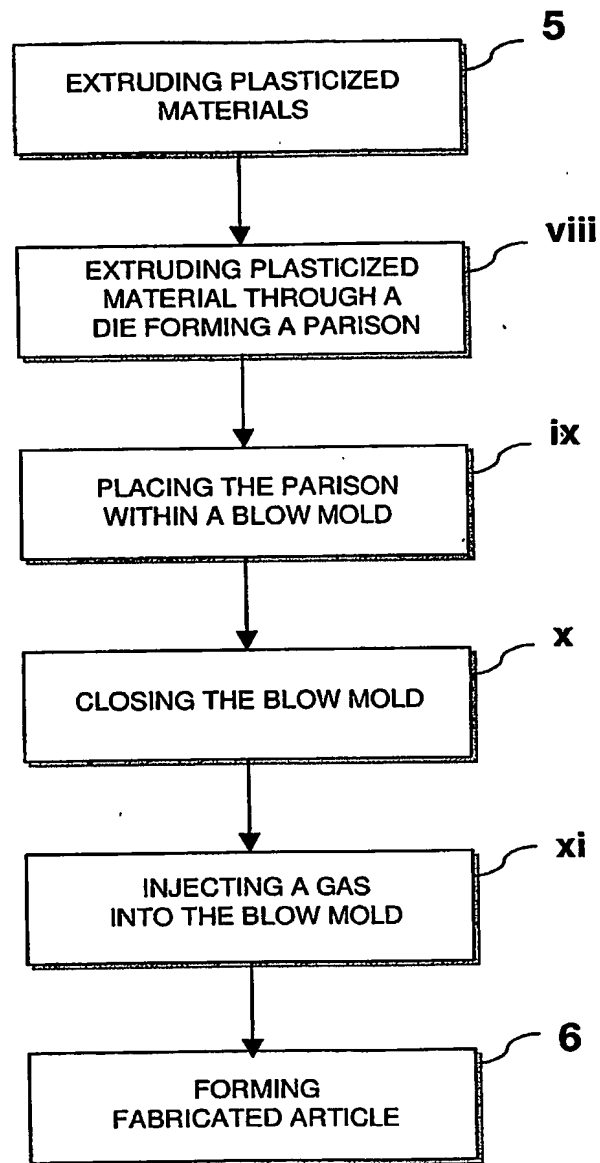 5
EXTRUDING PLASTICIZED
MATERIALS
viii
EXTRUDING PLASTICIZED
MATERIAL THROUGH A
DIE FORMING A PARISON
ix
PLACING THE PARISON
WITHIN A BLOW MOLD
x
CLOSING THE BLOW MOLD
xi
INJECTING A GAS
INTO THE BLOW MOLD
6
FORMING
FABRICATED ARTICLE